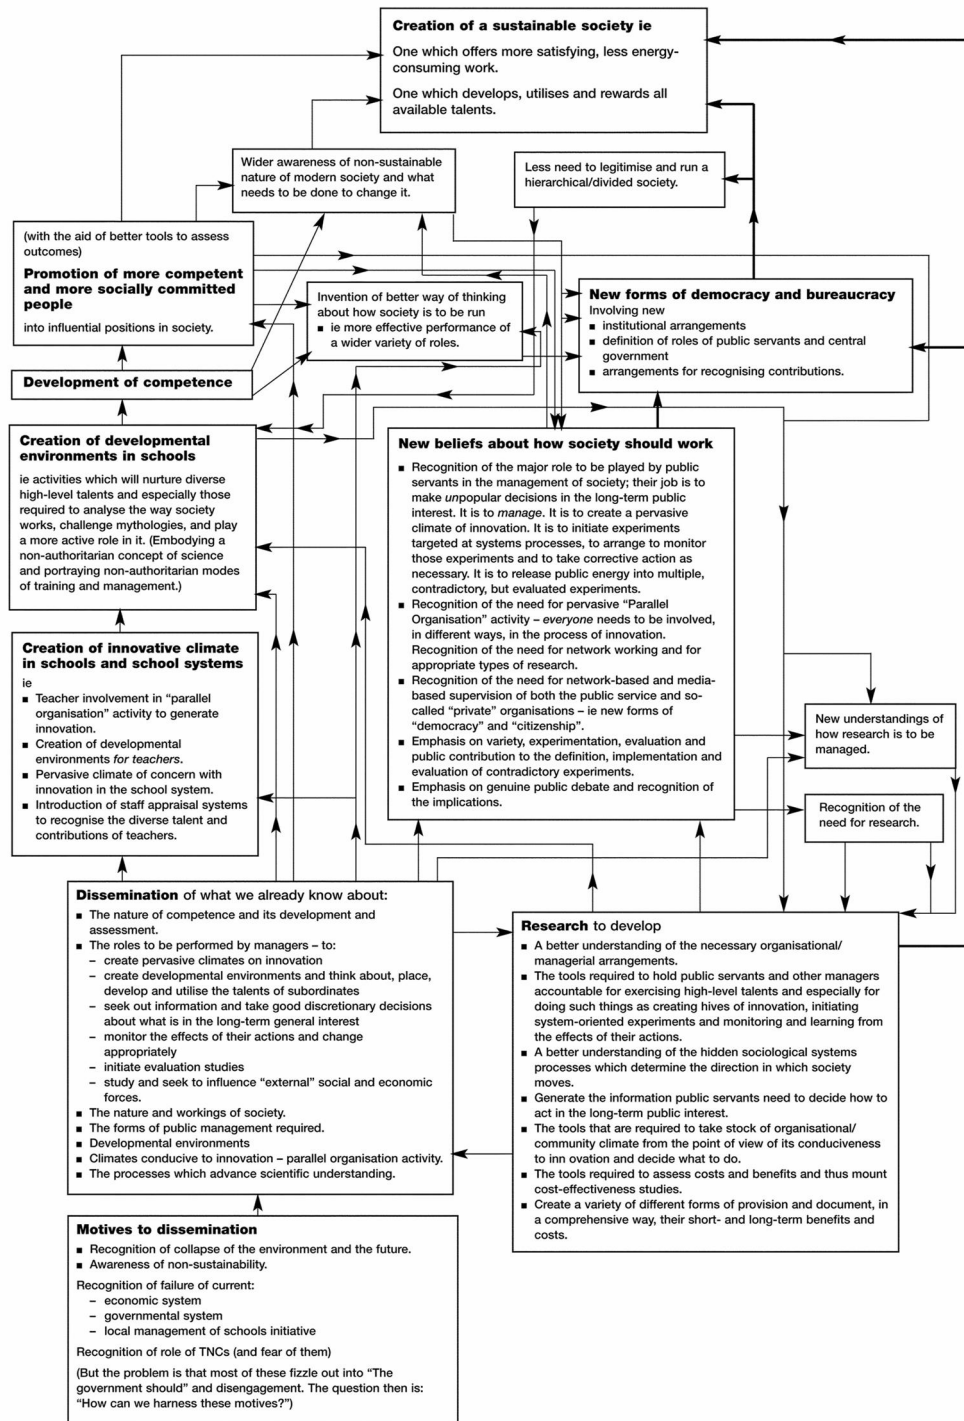 Creation of a sustainable society ie
One which offers more satisfying, less energy-
consuming work.
One which develops, utilises and rewards all
available talents.
Wider awareness of non-sustainable
nature of modern society and what
needs to be done to change it.
Less need to legitimise and run a
hierarchical/divided society.
(with the aid of better tools to assess
outcomes)
Promotion of more competent
and more socially committed
people
into influential positions in society.
Invention of better way of thinking
about how society is to be run
■ ie more effective performance of
a wider variety of roles.
New forms of democracy and bureaucracy
Involving new
■ institutional arrangements
■ definition of roles of public servants and central
government
■ arrangements for recognising contributions.
Development of competence
Creation of developmental
environments in schools
ie activities which will nurture diverse
high-level talents and especially those
required to analyse the way society
works, challenge mythologies, and play
a more active role in it. (Embodying a
non-authoritarian concept of science
and portraying non-authoritarian modes
of training and management.)
New beliefs about how society should work
■ Recognition of the major role to be played by public
servants in the management of society; their job is to
make unpopular decisions in the long-term public
interest. It is to manage. It is to create a pervasive
climate of innovation. It is to initiate experiments
targeted at systems processes, to arrange to monitor
those experiments and to take corrective action as
necessary. It is to release public energy into multiple,
contradictory, but evaluated experiments.
■ Recognition of the need for pervasive “Parallel
Organisation” activity – everyone needs to be involved,
in different ways, in the process of innovation.
Recognition of the need for network working and for
appropriate types of research.
■ Recognition of the need for network-based and media-
based supervision of both the public service and so-
called “private” organisations – ie new forms of
“democracy” and “citizenship”.
■ Emphasis on variety, experimentation, evaluation and
public contribution to the definition, implementation and
evaluation of contradictory experiments.
■ Emphasis on genuine public debate and recognition of
the implications.
Creation of innovative climate
in schools and school systems
ie
■ Teacher involvement in “parallel
organisation” activity to generate
innovation.
■ Creation of developmental
environments for teachers.
■ Pervasive climate of concern with
innovation in the school system.
■ Introduction of staff appraisal systems
to recognise the diverse talent and
contributions of teachers.
New understandings of
how research is to be
managed.
Recognition of the
need for research.
Dissemination of what we already know about:
■ The nature of competence and its development and
assessment.
■ The roles to be performed by managers – to:
– create pervasive climates on innovation
– create developmental environments and think about, place,
develop and utilise the talents of subordinates
– seek out information and take good discretionary decisions
about what is in the long-term general interest
– monitor the effects of their actions and change
appropriately
– initiate evaluation studies
– study and seek to influence “external” social and economic
forces.
■ The nature and workings of society.
■ The forms of public management required.
■ Developmental environments
■ Climates conducive to innovation – parallel organisation activity.
■ The processes which advance scientific understanding.
Research to develop
■ A better understanding of the necessary organisational/
managerial arrangements.
■ The tools required to hold public servants and other managers
accountable for exercising high-level talents and especially for
doing such things as creating hives of innovation, initiating
system-oriented experiments and monitoring and learning from
the effects of their actions.
■ A better understanding of the hidden sociological systems
processes which determine the direction in which society
moves.
■ Generate the information public servants need to decide how to
act in the long-term public interest.
■ The tools that are required to take stock of organisational/
community climate from the point of view of its conduciveness
to inn ovation and decide what to do.
■ The tools required to assess costs and benefits and thus mount
cost-effectiveness studies.
■ Create a variety of different forms of provision and document, in
a comprehensive way, their short- and long-term benefits and
costs.
Motives to dissemination
■ Recognition of collapse of the environment and the future.
■ Awareness of non-sustainability.
Recognition of failure of current:
– economic system
– governmental system
– local management of schools initiative
Recognition of role of TNCs (and fear of them)
(But the problem is that most of these fizzle out into “The
government should” and disengagement. The question then is:
“How can we harness these motives?”)